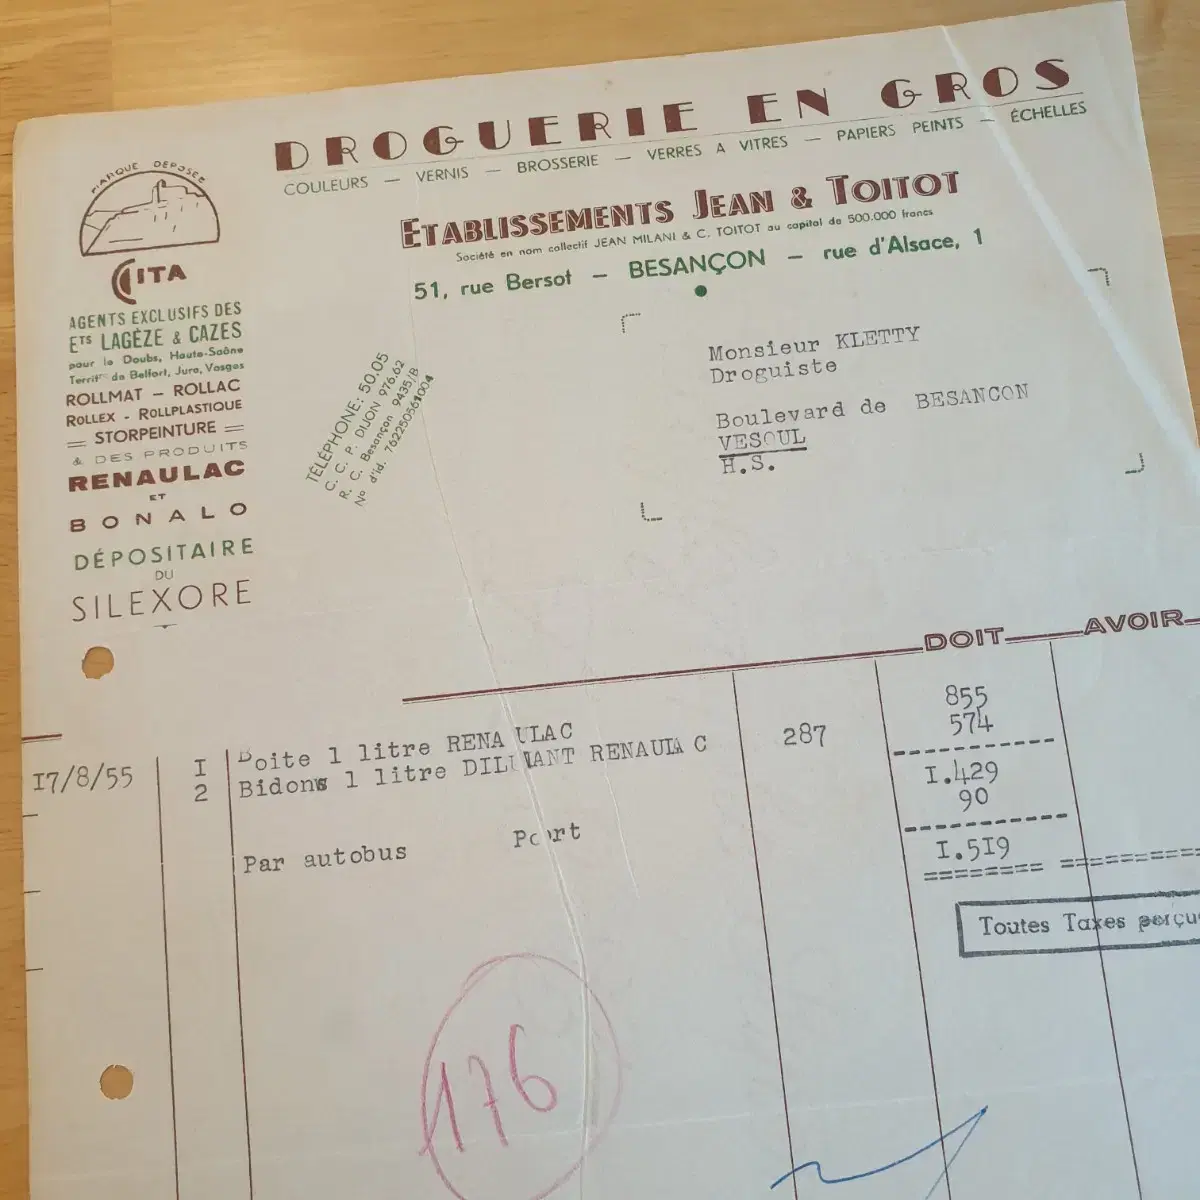 DROGUERIE EN GROS
COULEURS — VERNIS — BROSSERIE — VERRES A VITRES — PAPIERS PEINTS — ÉCHELLES
ETABLISSEMENTS JEAN & TOITOT
Société en nom collectif JEAN MILANI & C. TOITOT au capital de 500.000 francs
51, rue Bersot — BESANÇON — rue d'Alsace, 1
MARQUE DÉPOSÉE
CITA
AGENTS EXCLUSIFS DES
ETS LAGÈZE & CAZES
pour le Doubs, Haute-Saône
Territre de Belfort, Jura, Vosges
ROLLMAT - ROLLAC
ROLLEX - ROLLPLASTIQUE
= STORPEINTURE =
& DES PRODUITS
RENAULAC
ET
BONALO
DÉPOSITAIRE
DU
SILEXORE
TÉLÉPHONE: 50.05
C. C. P. DIJON 976.62
R. C. Besançon 9435/B
No d'id. 762250561004
Monsieur KLETTY
Droguiste
Boulevard de BESANCON
VESOUL
H.S.
DOIT AVOIR
17/8/55 I Boite 1 litre RENAULAC 855
2 Bidons 1 litre DILUANT RENAULAC 287 574
I.429
Port 90
Par autobus I.519
Toutes Taxes perçu
176